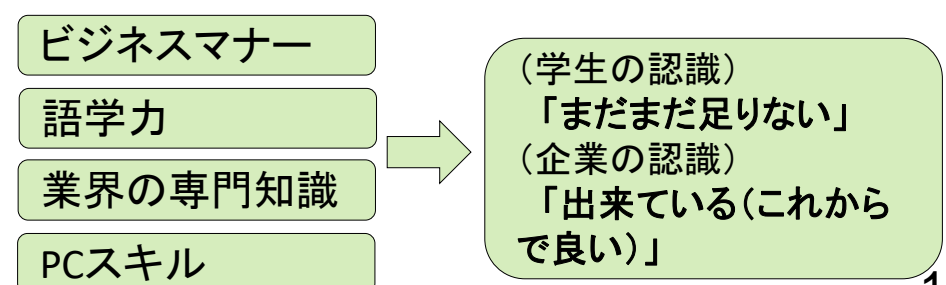 ビジネスマナー
語学力
業界の専門知識
PCスキル
（学生の認識）
「まだまだ足りない」
（企業の認識）
「出来ている（これから
で良い）」